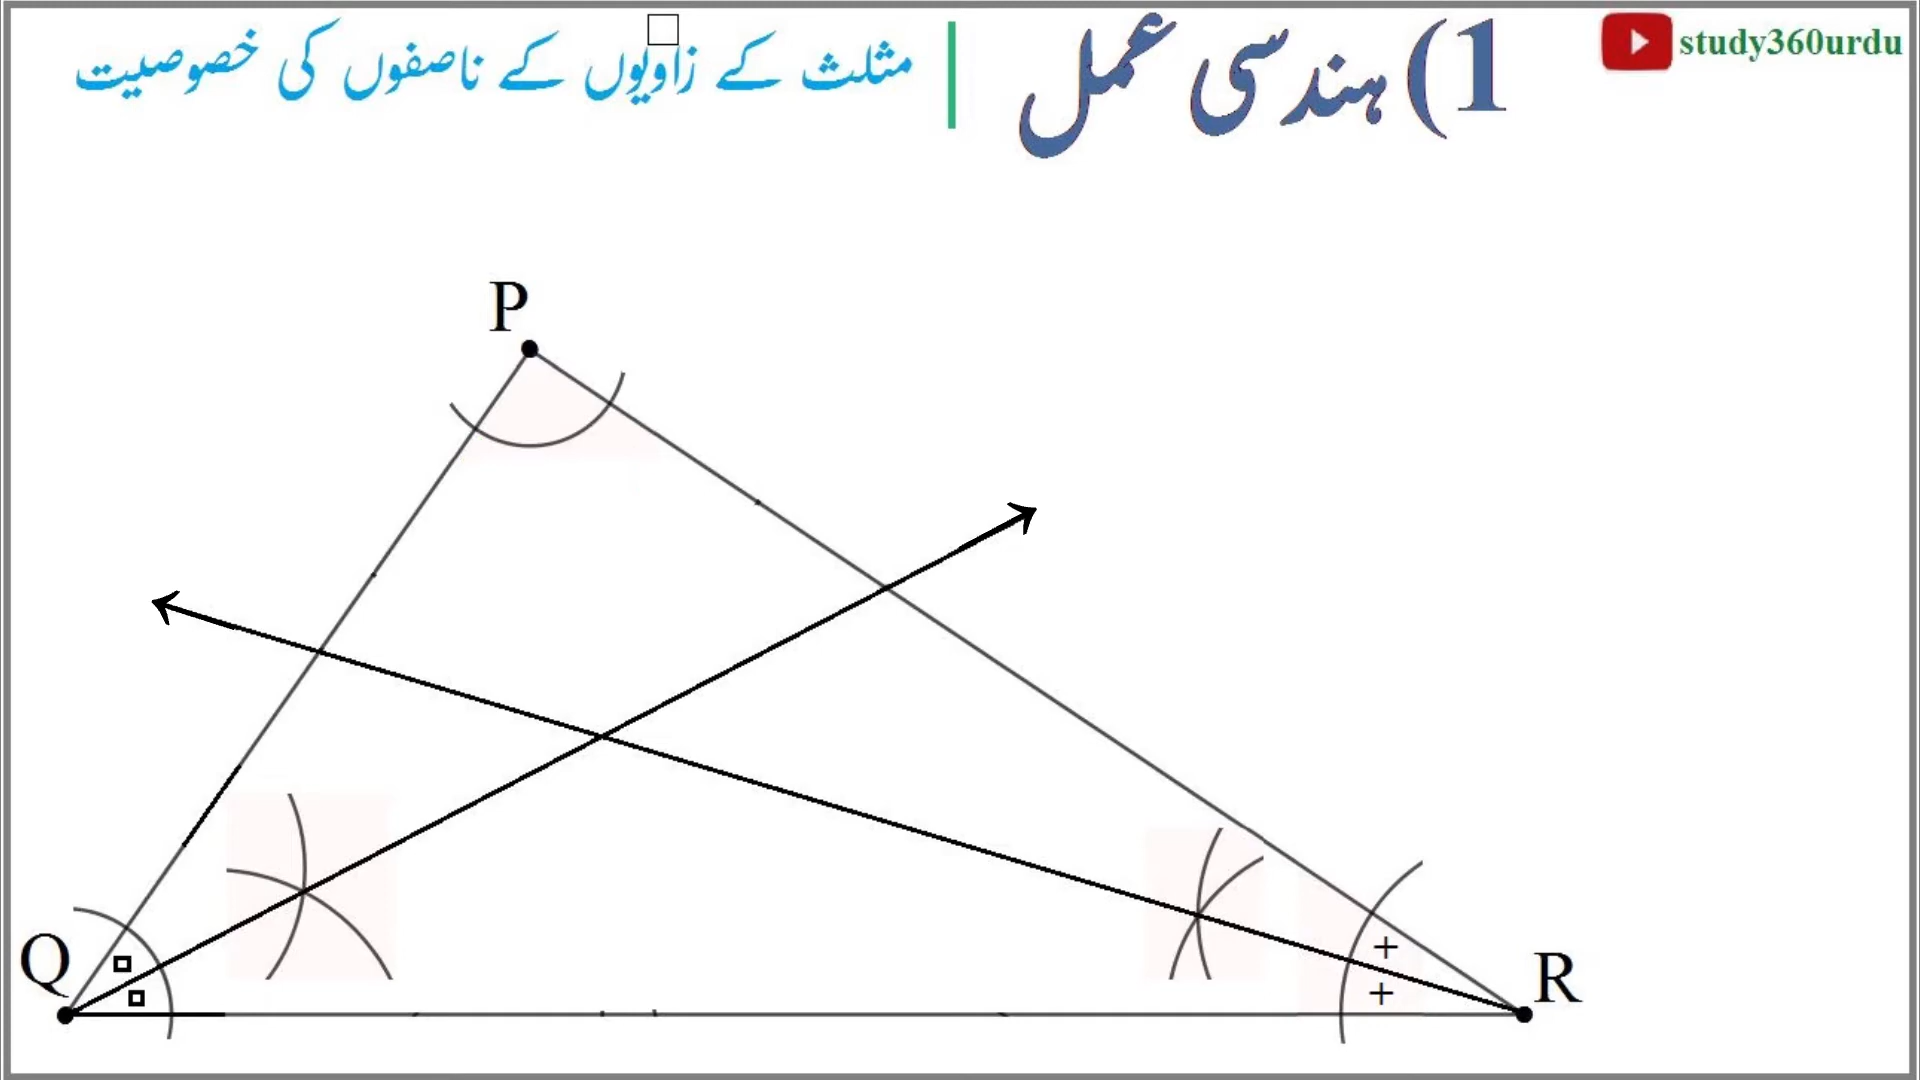 1) ہندسی عمل | مثلث کے زاویوں کے ناصفوں کی خصوصیت
study360urdu
P
Q
+
+
R